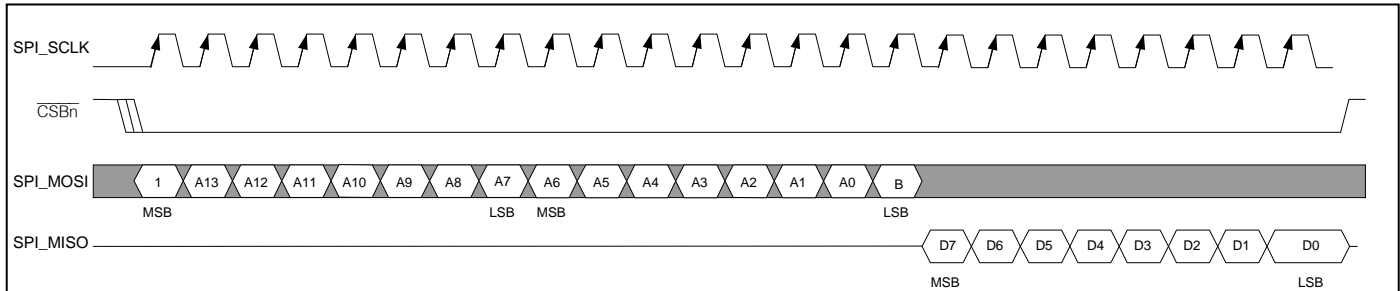 SPI_SCLK
CSBn
SPI_MOSI 1 A13 A12 A11 A10 A9 A8 A7 A6 A5 A4 A3 A2 A1 A0 B
MSB LSB MSB LSB
SPI_MISO D7 D6 D5 D4 D3 D2 D1 D0
MSB LSB